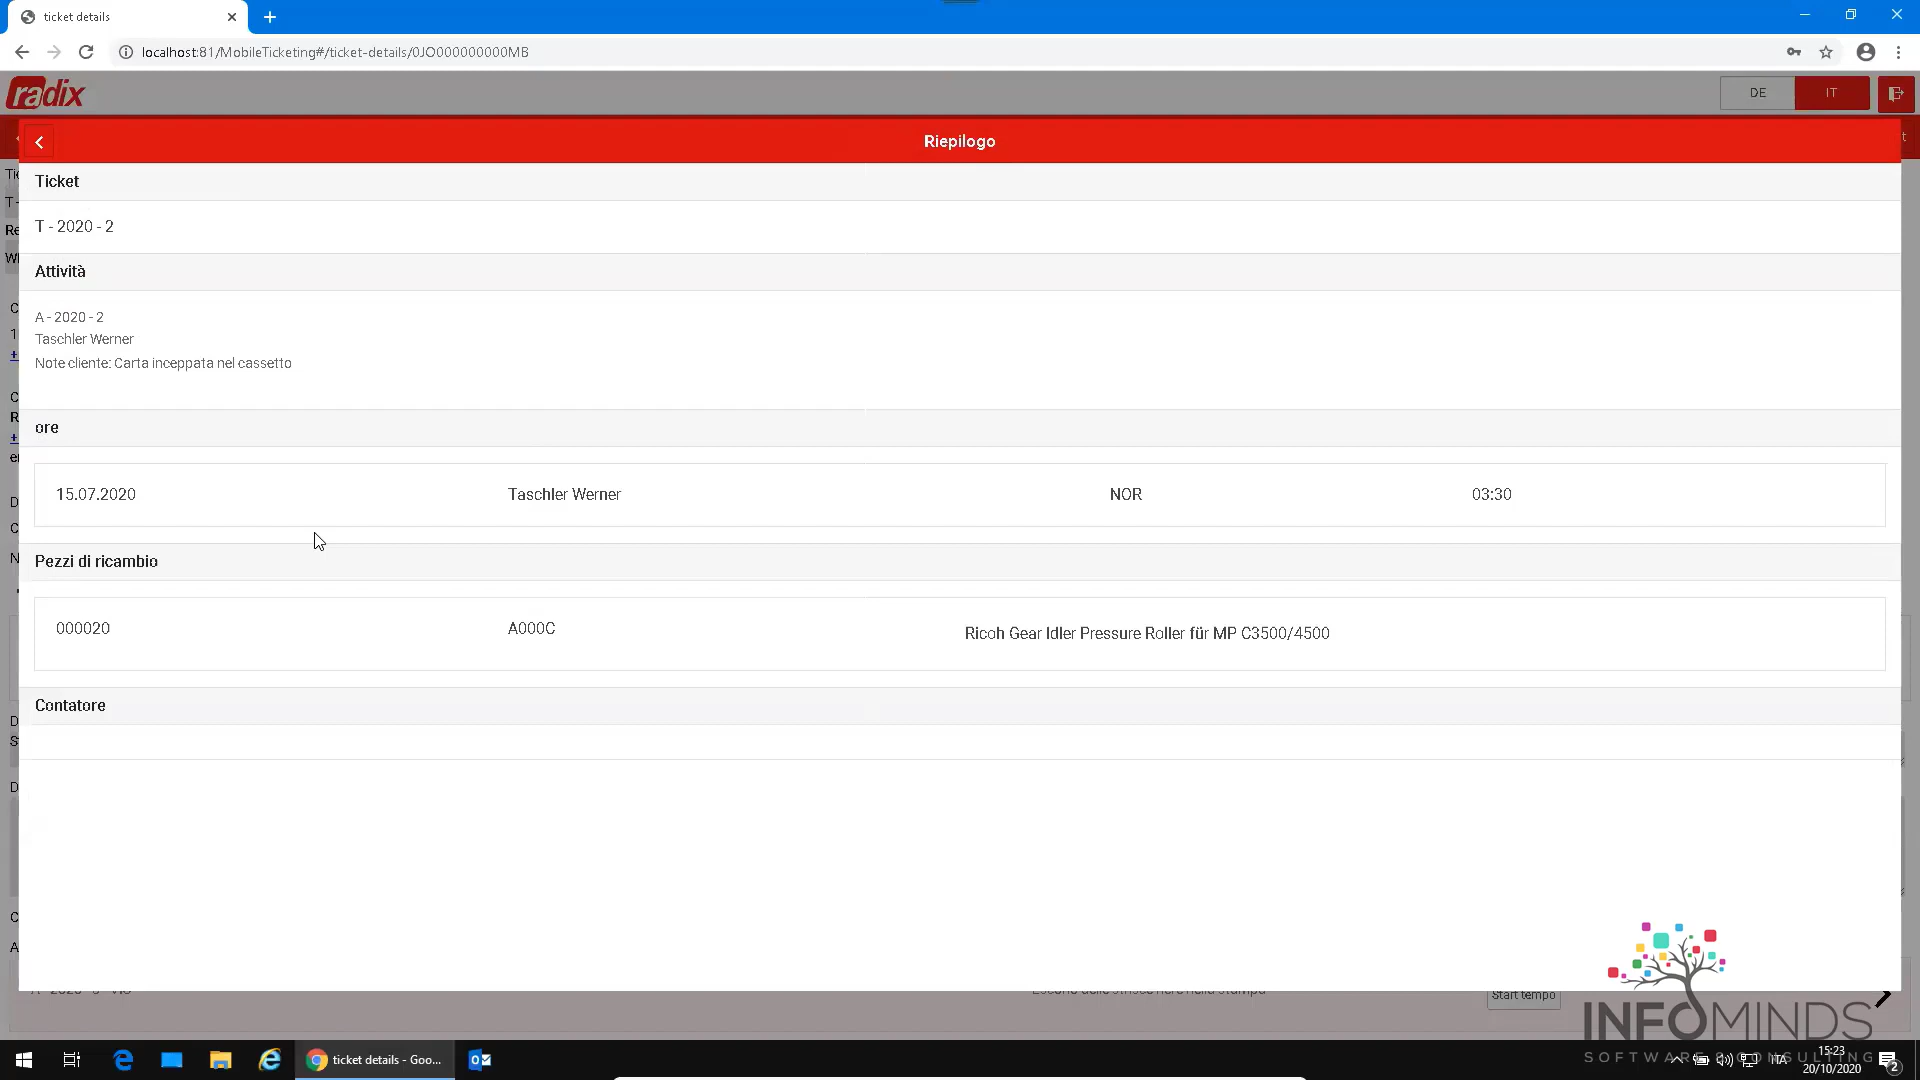 ticket details
localhost:81/MobileTicketing#/ticket-details/0JO000000000MB
radix
DE
IT
Riepilogo
Ticket
T - 2020 - 2
Attività
A - 2020 - 2
Taschler Werner
Note cliente: Carta inceppata nel cassetto
ore
15.07.2020 Taschler Werner NOR 03:30
Pezzi di ricambio
000020 A000C Ricoh Gear Idler Pressure Roller für MP C3500/4500
Contatore
Start tempo
INFOMINDS
SOFTWARE & CONSULTING
ticket details - Goo...
ITA
15:23
20/10/2020
2